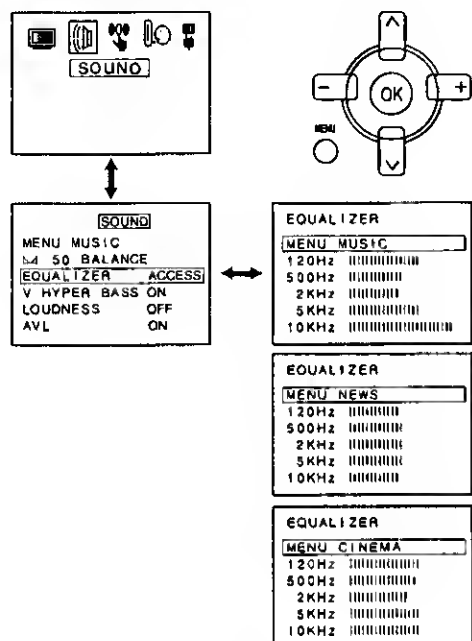 SOUND
OK
-
+
MENU
SOUND
MENU MUSIC
50 BALANCE
EQUALIZER ACCESS
V HYPER BASS ON
LOUDNESS OFF
AVL ON
EQUALIZER
MENU MUSIC
120Hz
500Hz
2KHz
5KHz
10KHz
EQUALIZER
MENU NEWS
120Hz
500Hz
2KHz
5KHz
10KHz
EQUALIZER
MENU CINEMA
120Hz
500Hz
2KHz
5KHz
10KHz